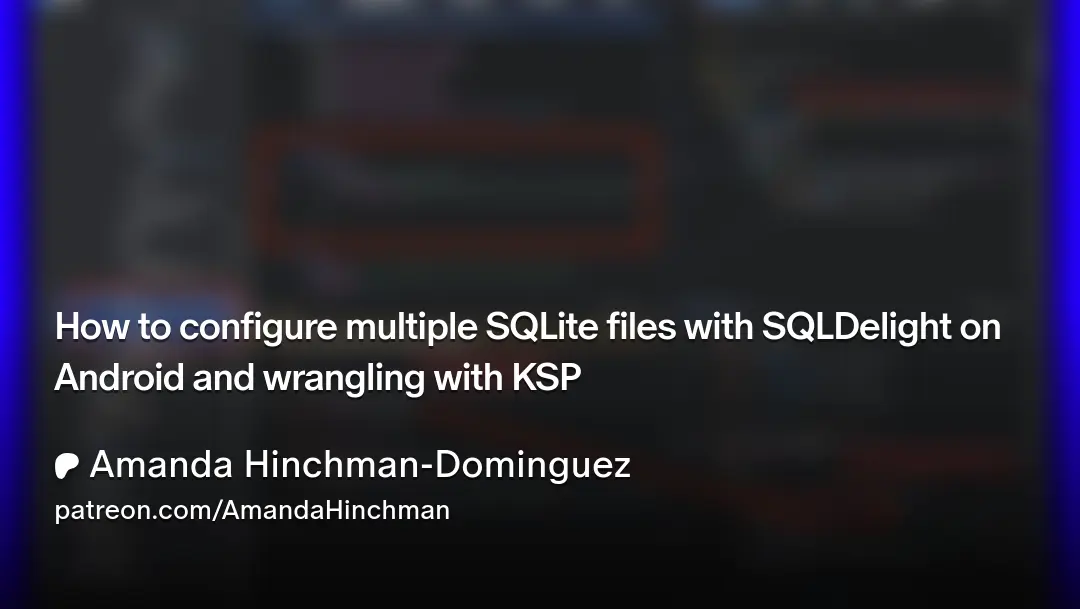 How to configure multiple SQLite files with SQLDelight on
Android and wrangling with KSP
Amanda Hinchman-Dominguez
patreon.com/AmandaHinchman